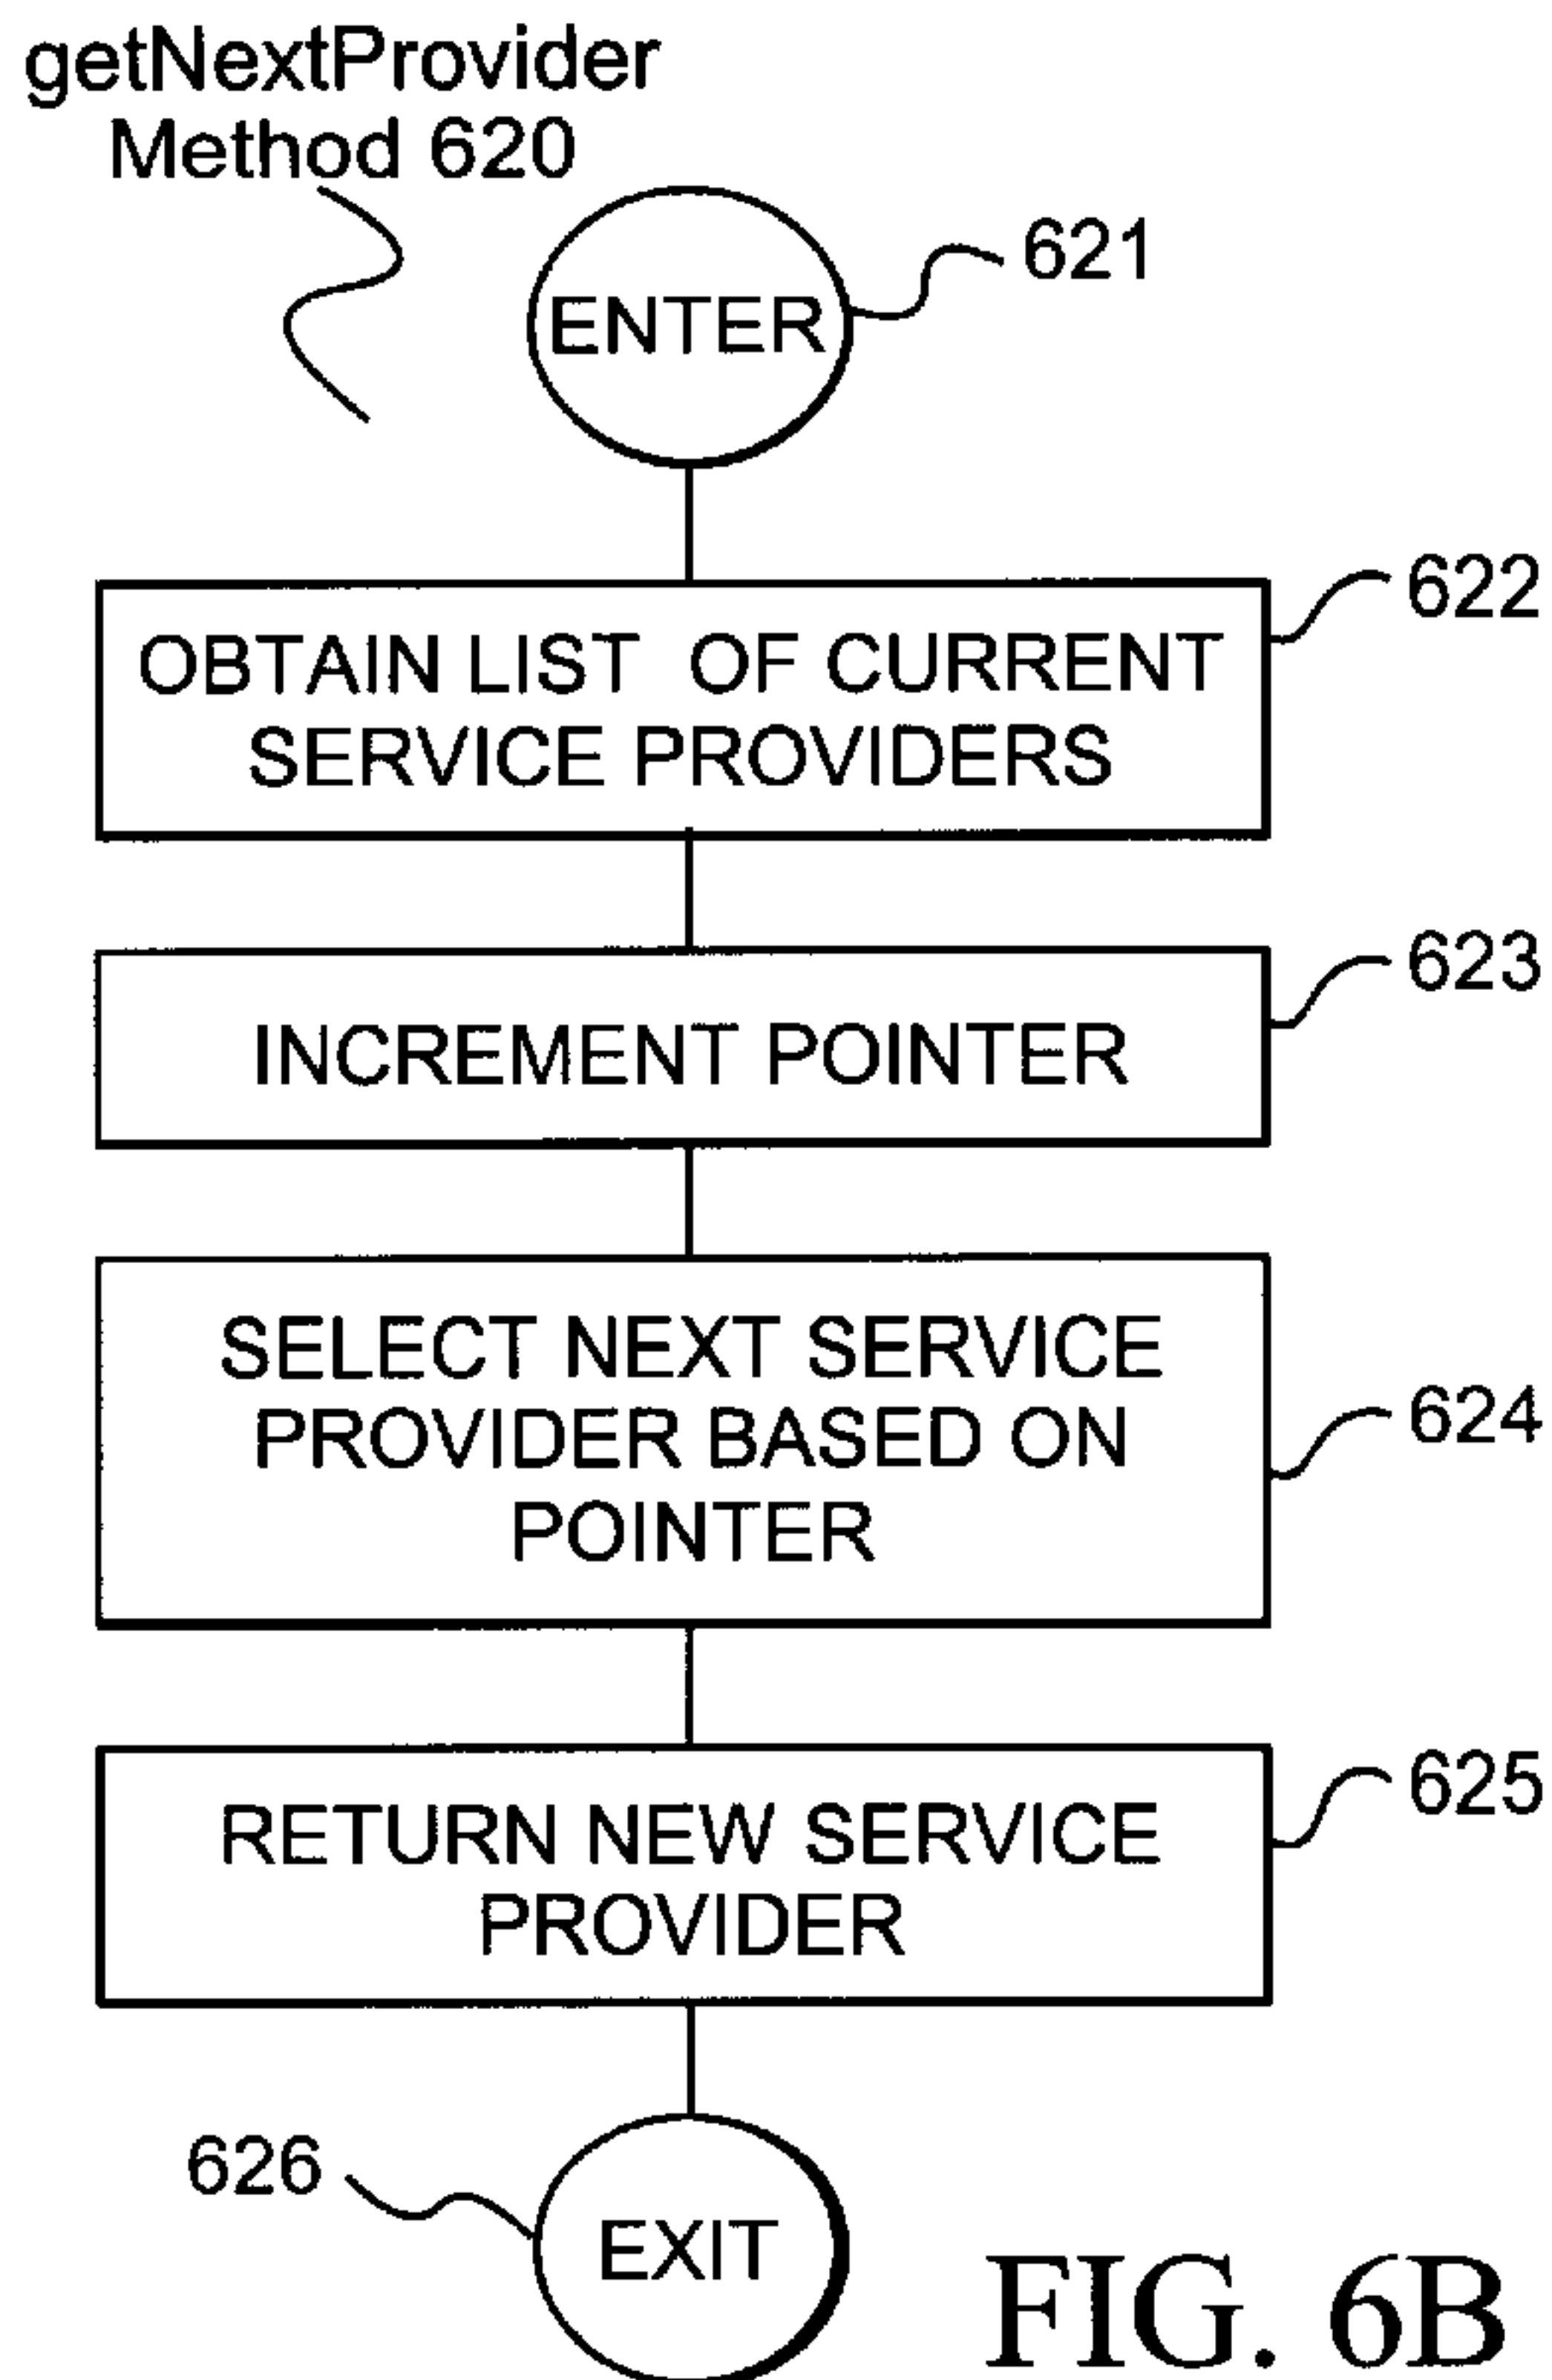 getNextProvider
Method 620
ENTER
621
OBTAIN LIST OF CURRENT
SERVICE PROVIDERS
622
INCREMENT POINTER
623
SELECT NEXT SERVICE
PROVIDER BASED ON
POINTER
624
RETURN NEW SERVICE
PROVIDER
625
626
EXIT
FIG. 6B